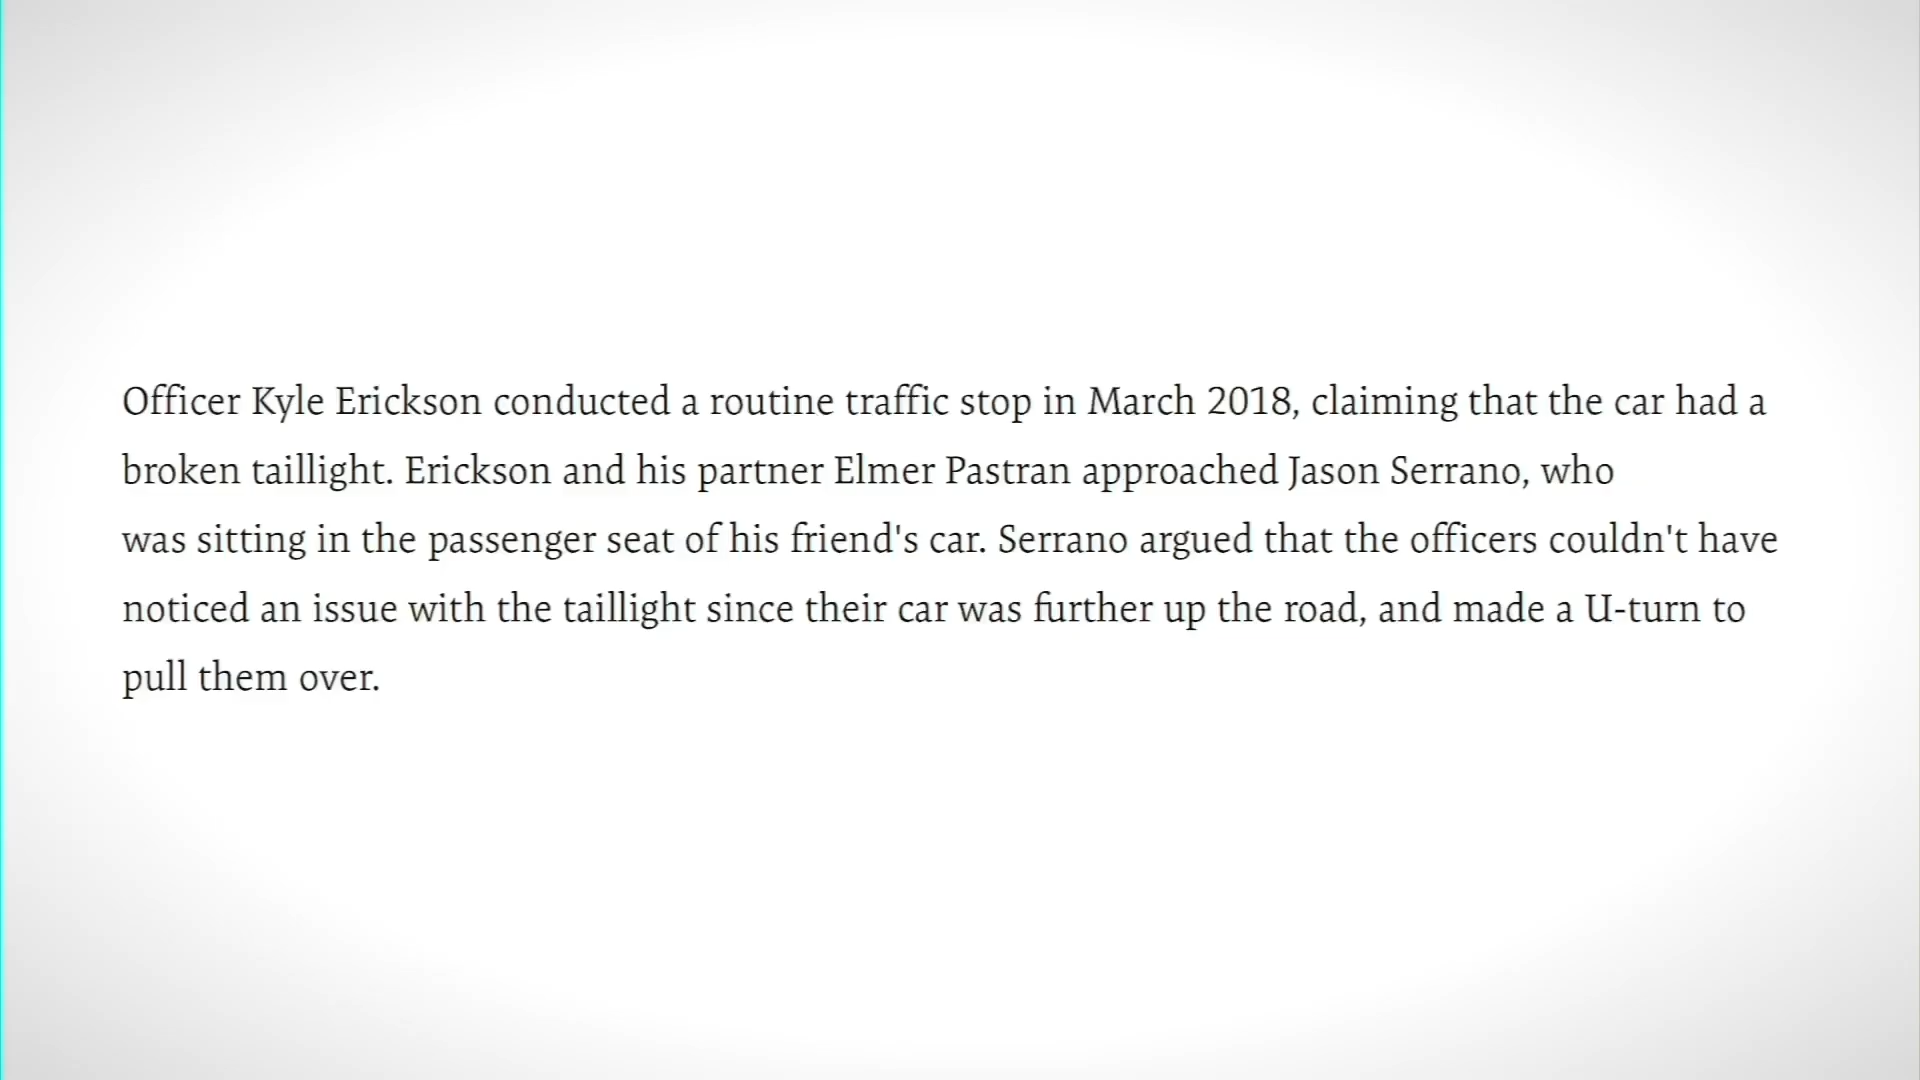 Officer Kyle Erickson conducted a routine traffic stop in March 2018, claiming that the car had a
broken taillight. Erickson and his partner Elmer Pastran approached Jason Serrano, who
was sitting in the passenger seat of his friend's car. Serrano argued that the officers couldn't have
noticed an issue with the taillight since their car was further up the road, and made a U-turn to
pull them over.